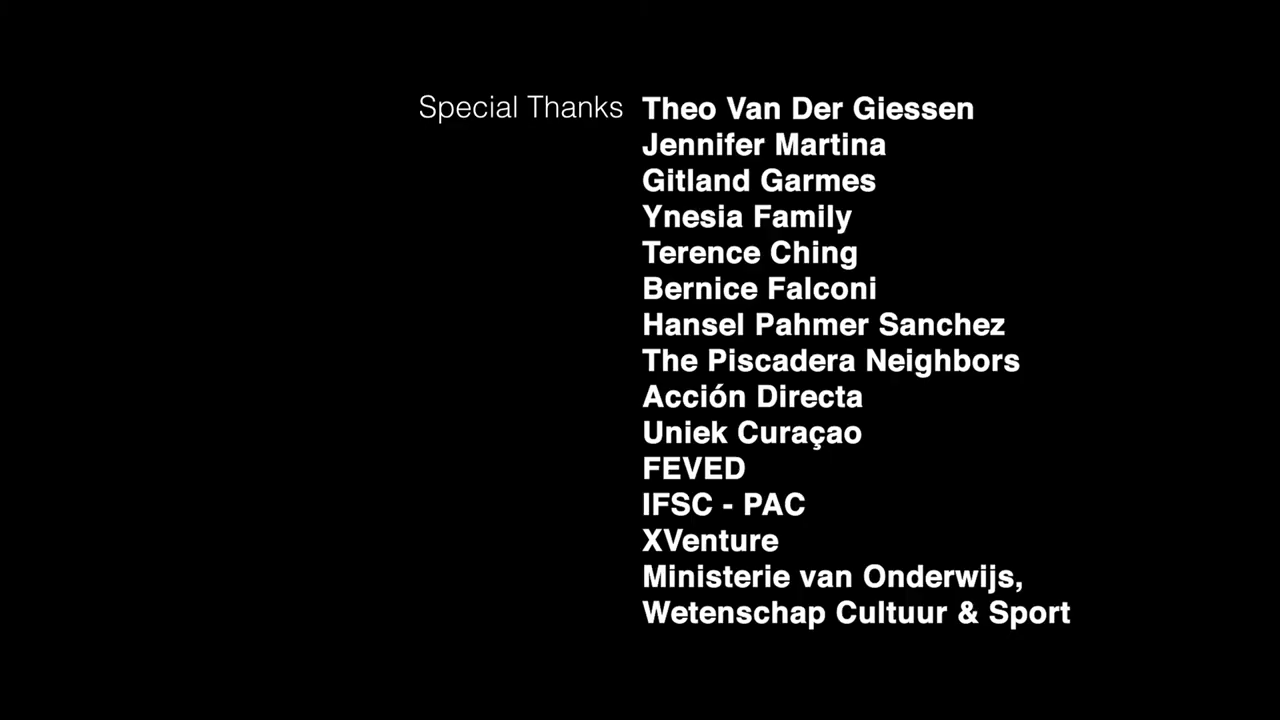 Special Thanks Theo Van Der Giessen
Jennifer Martina
Gitland Garmes
Ynesia Family
Terence Ching
Bernice Falconi
Hansel Pahmer Sanchez
The Piscadera Neighbors
Acción Directa
Uniek Curaçao
FEVED
IFSC - PAC
XVenture
Ministerie van Onderwijs,
Wetenschap Cultuur & Sport